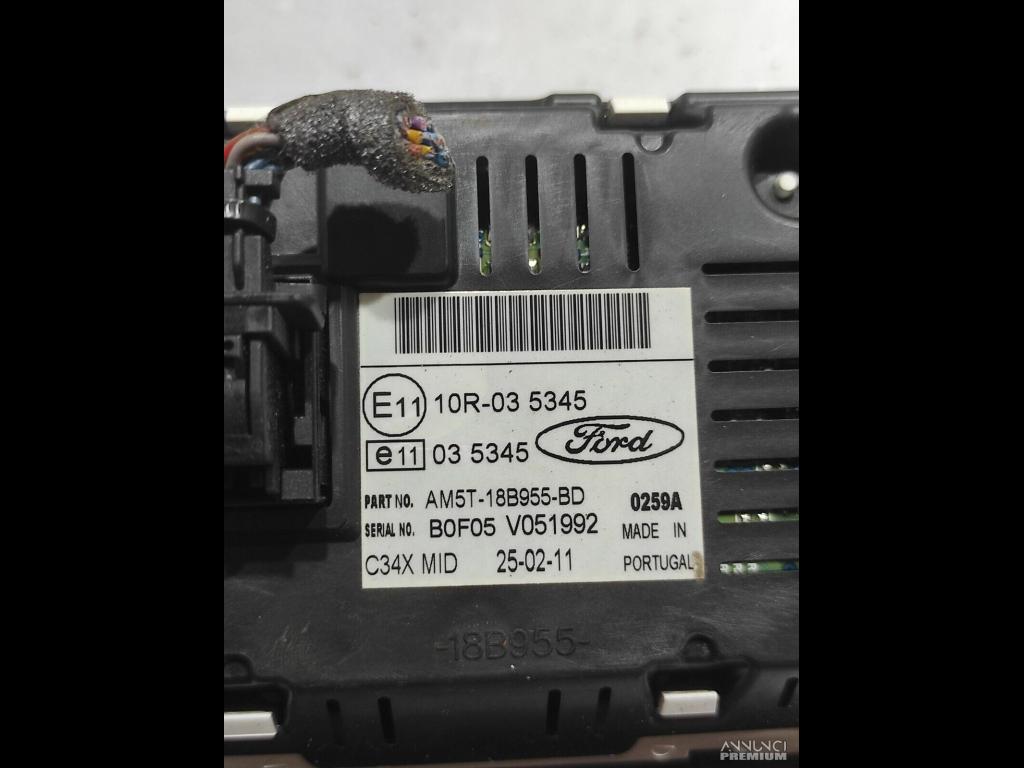 E11 10R-03 5345
e11 03 5345 Ford
PART NO. AM5T-18B955-BD 0259A
SERIAL NO. B0F05 V051992 MADE IN
C34X MID 25-02-11 PORTUGAL
-18B955-
ANNUNCI
PREMIUM